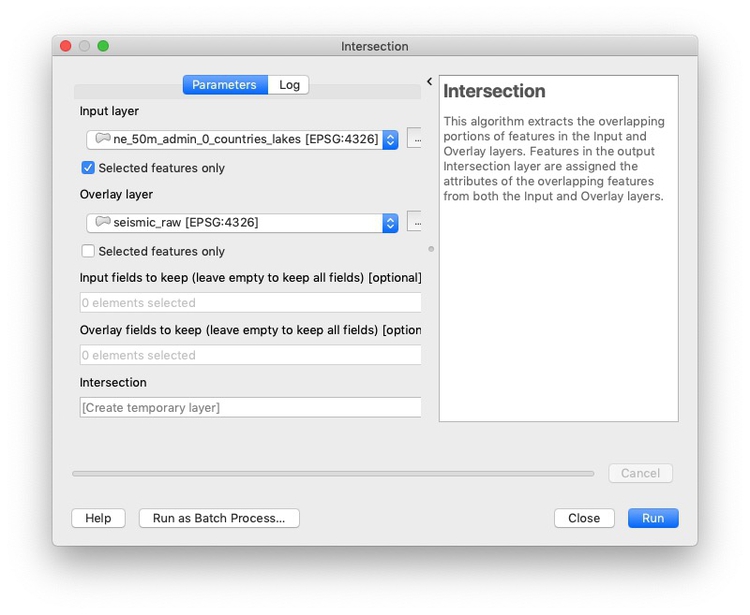 Intersection
Parameters
Log
Input layer
ne_50m_admin_0_countries_lakes [EPSG:4326]
...
Selected features only
Overlay layer
seismic_raw [EPSG:4326]
...
Selected features only
Input fields to keep (leave empty to keep all fields) [optional]
0 elements selected
Overlay fields to keep (leave empty to keep all fields) [option
0 elements selected
Intersection
[Create temporary layer]
Intersection
This algorithm extracts the overlapping
portions of features in the Input and
Overlay layers. Features in the output
Intersection layer are assigned the
attributes of the overlapping features
from both the Input and Overlay layers.
Cancel
Help
Run as Batch Process...
Close
Run